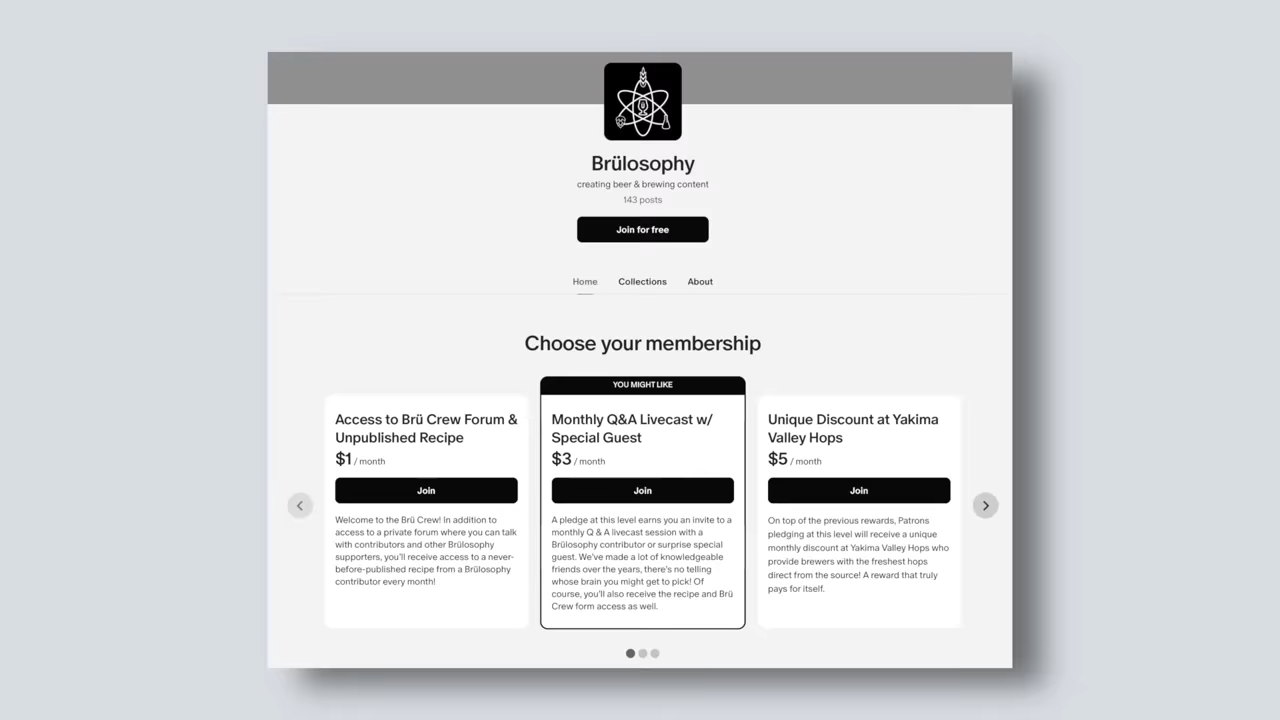 Brülosophy
creating beer & brewing content
143 posts
Join for free
Home Collections About
Choose your membership
Access to Brü Crew Forum &
Unpublished Recipe
$1 / month
Join
Welcome to the Brü Crew! In addition to
access to a private forum where you can talk
with contributors and other Brülosophy
supporters, you'll receive access to a never-
before-published recipe from a Brülosophy
contributor every month!
YOU MIGHT LIKE
Monthly Q&A Livecast w/
Special Guest
$3 / month
Join
A pledge at this level earns you an invite to a
monthly Q & A livecast session with a
Brülosophy contributor or surprise special
guest. We've made a lot of knowledgeable
friends over the years, there's no telling
whose brain you might get to pick! Of
course, you'll also receive the recipe and Brü
Crew form access as well.
Unique Discount at Yakima
Valley Hops
$5 / month
Join
On top of the previous rewards, Patrons
pledging at this level will receive a unique
monthly discount at Yakima Valley Hops who
provide brewers with the freshest hops
direct from the source! A reward that truly
pays for itself.